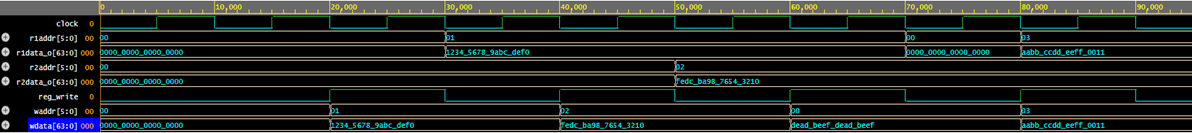 0 10,000 20,000 30,000 40,000 50,000 60,000 70,000 80,000 90,000
clock 0
r1addr[5:0] 00 00 01 00 03
r1data_o[63:0] 00 0000_0000_0000_0000 1234_5678_9abc_def0 0000_0000_0000_0000 aabb_ccdd_eeff_0011
r2addr[5:0] 00 00 02
r2data_o[63:0] 00 0000_0000_0000_0000 fedc_ba98_7654_3210
reg_write 0
waddr[5:0] 00 00 01 02 00 03
wdata[63:0] 00 0000_0000_0000_0000 1234_5678_9abc_def0 fedc_ba98_7654_3210 dead_beef_dead_beef aabb_ccdd_eeff_0011